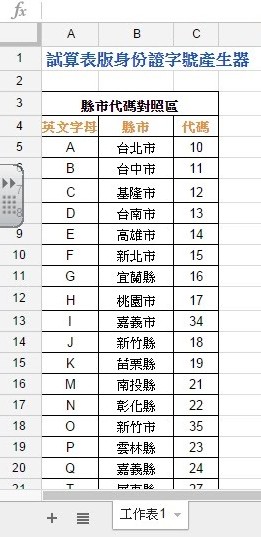 fx
A B C
1 試算表版身份證字號產生器
2
3 縣市代碼對照區
4 英文字母 縣市 代碼
5 A 台北市 10
6 B 台中市 11
7 C 基隆市 12
8 D 台南市 13
9 E 高雄市 14
10 F 新北市 15
11 G 宜蘭縣 16
12 H 桃園市 17
13 I 嘉義市 34
14 J 新竹縣 18
15 K 苗栗縣 19
16 M 南投縣 21
17 N 彰化縣 22
18 O 新竹市 35
19 P 雲林縣 23
20 Q 嘉義縣 24
21 T 屏東縣 27
工作表1